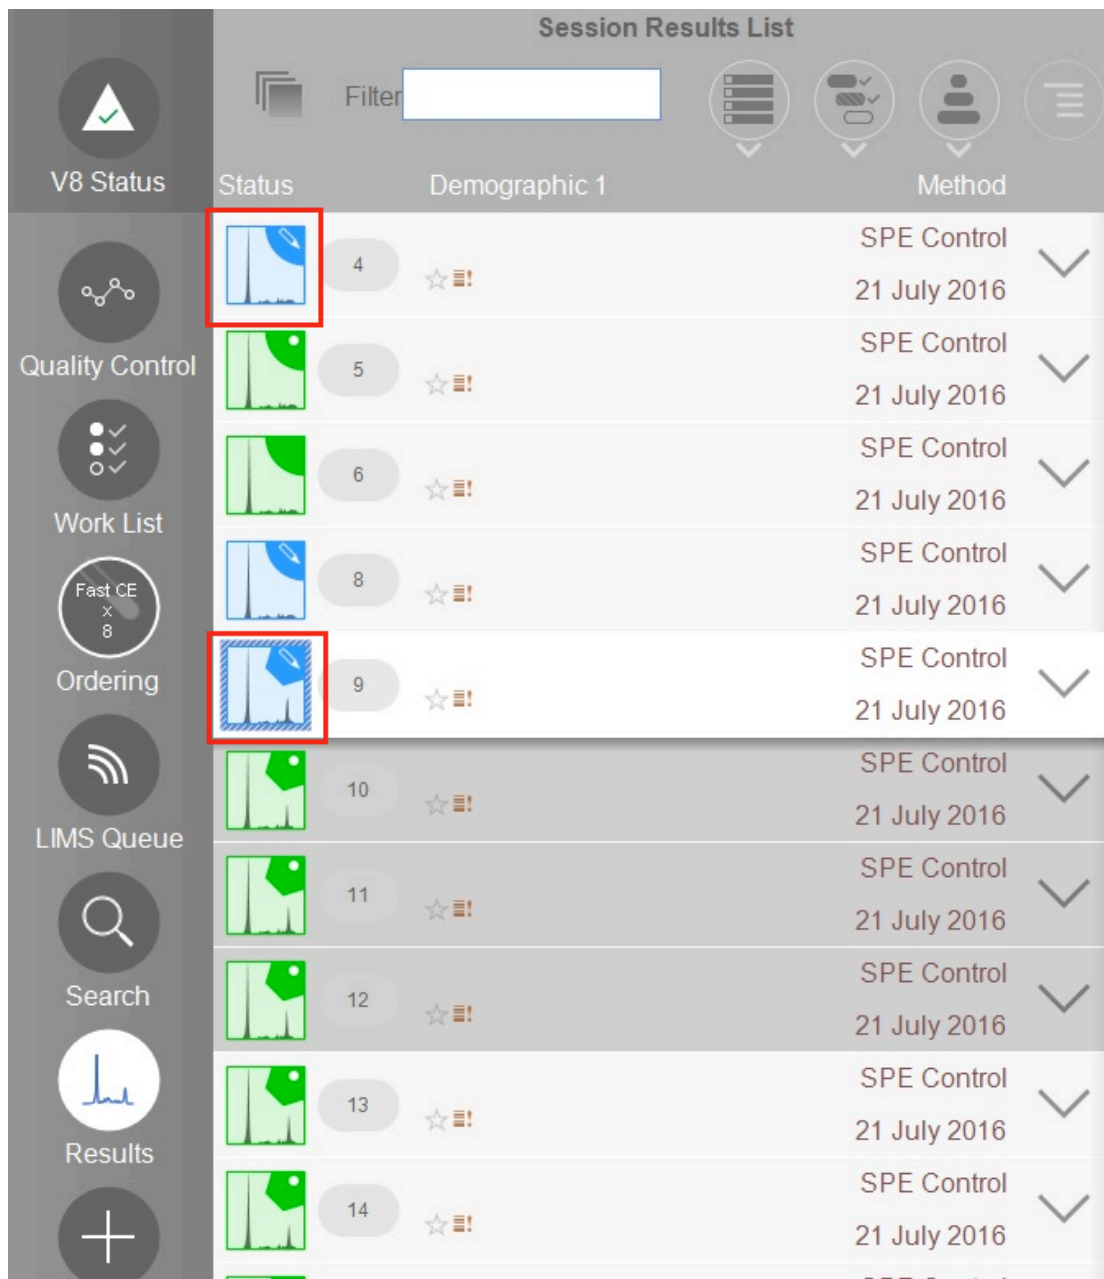 Session Results List
Filter
V8 Status
Status Demographic 1 Method
4 SPE Control
21 July 2016
Quality Control
5 SPE Control
21 July 2016
6 SPE Control
21 July 2016
Work List
8 SPE Control
21 July 2016
Fast CE
x
8
Ordering
9 SPE Control
21 July 2016
10 SPE Control
21 July 2016
LIMS Queue
11 SPE Control
21 July 2016
Search
12 SPE Control
21 July 2016
13 SPE Control
21 July 2016
Results
14 SPE Control
21 July 2016